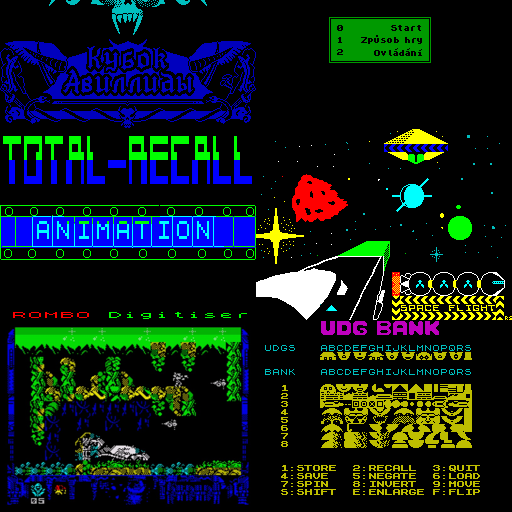 Кубок
Авиллиды
0 Start
1 Způsob hry
2 Ovládání
TOTAL-RECALL
ANIMATION
SPACE FLIGHT
ROMBO Digitiser
05
UDG BANK
UDGS ABCDEFGHIJKLMNOPQRS
BANK ABCDEFGHIJKLMNOPQRS
1
2
3
4
5
6
7
8
1:STORE 2:RECALL 3:QUIT
4:SAVE 5:NEGATE 6:LOAD
7:SPIN 8:INVERT 9:MOVE
S:SHIFT E:ENLARGE F:FLIP